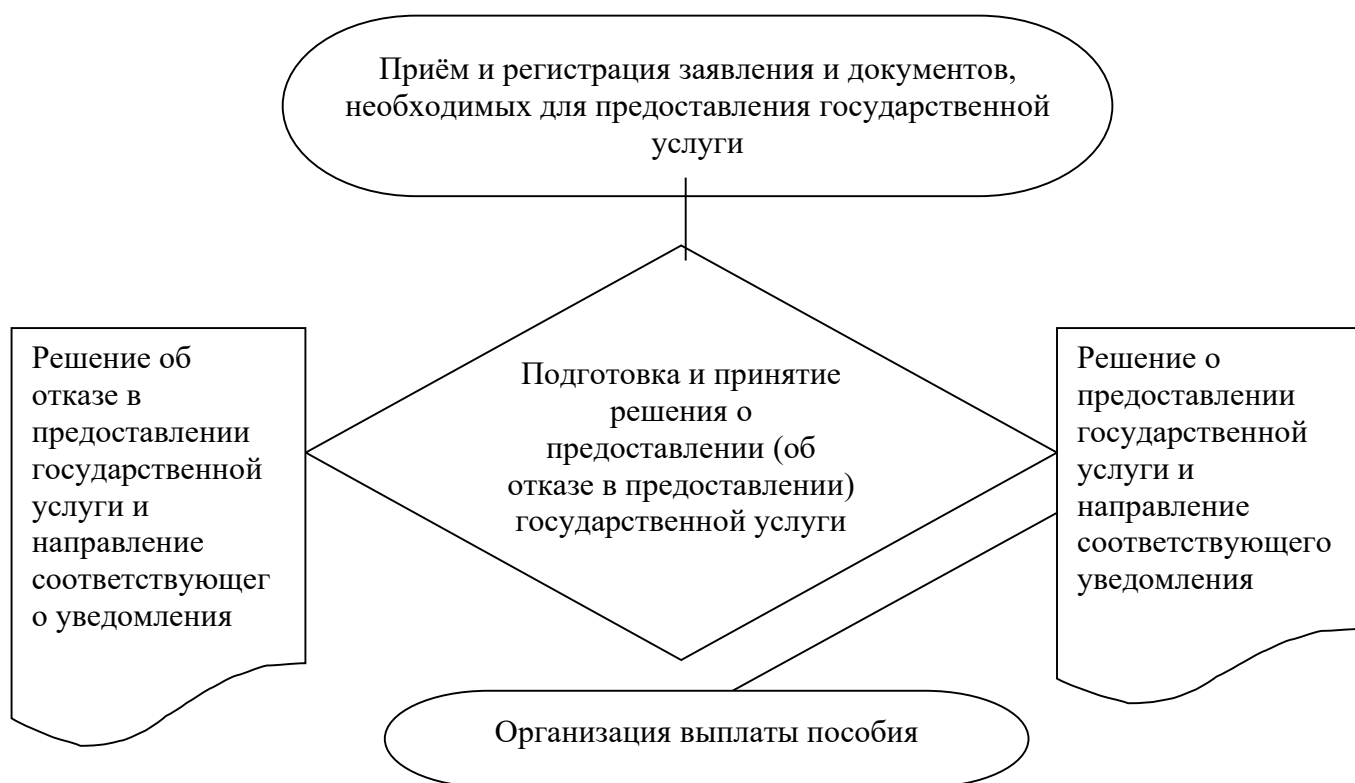 Приём и регистрация заявления и документов,
необходимых для предоставления государственной
услуги
Решение об
отказе в
предоставлении
государственной
услуги и
направление
соответствующег
о уведомления
Подготовка и принятие
решения о
предоставлении (об
отказе в предоставлении)
государственной услуги
Решение о
предоставлении
государственной
услуги и
направление
соответствующего
уведомления
Организация выплаты пособия